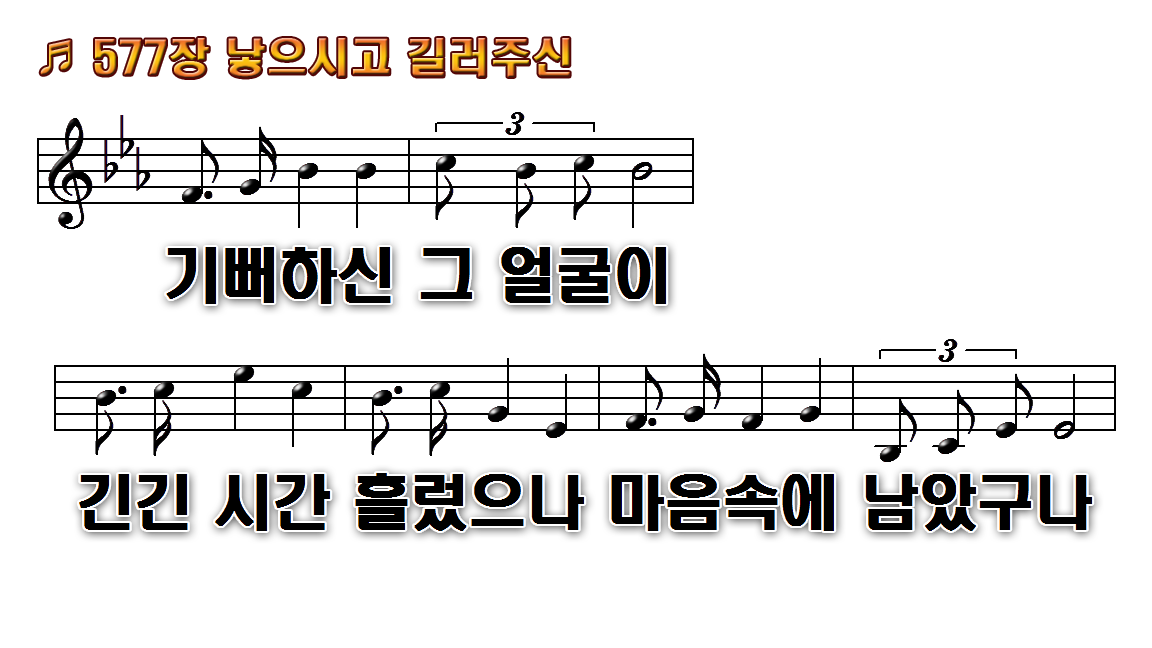 577장 낳으시고 길러주신
3
기뻐하신 그 얼굴이
3
긴긴 시간 흘렀으나 마음속에 남았구나